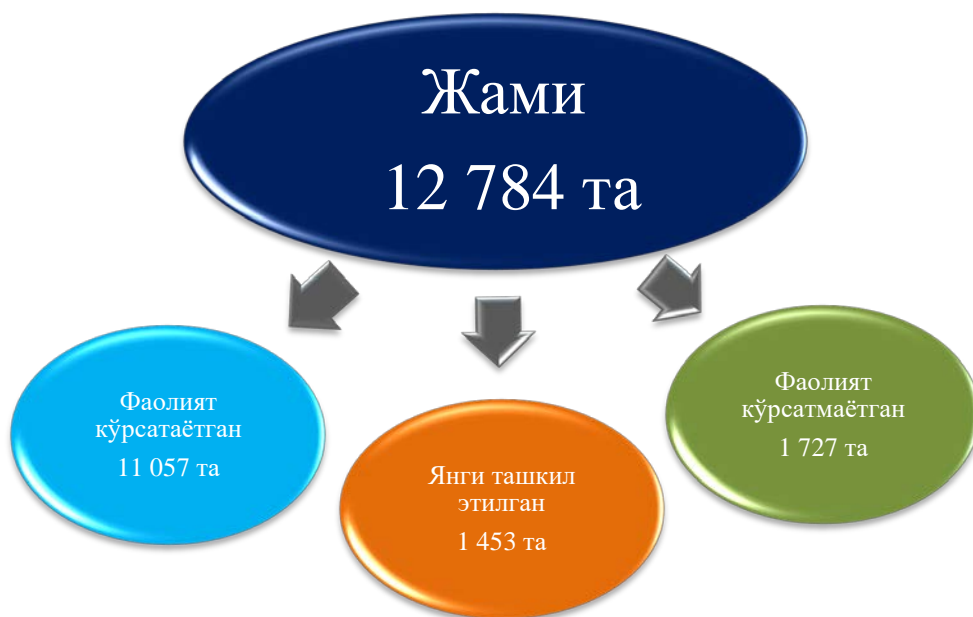 Жами
12 784 та
Фаолият
кўрсатаётган
11 057 та
Янги ташкил
этилган
1 453 та
Фаолият
кўрсатмаётган
1 727 та